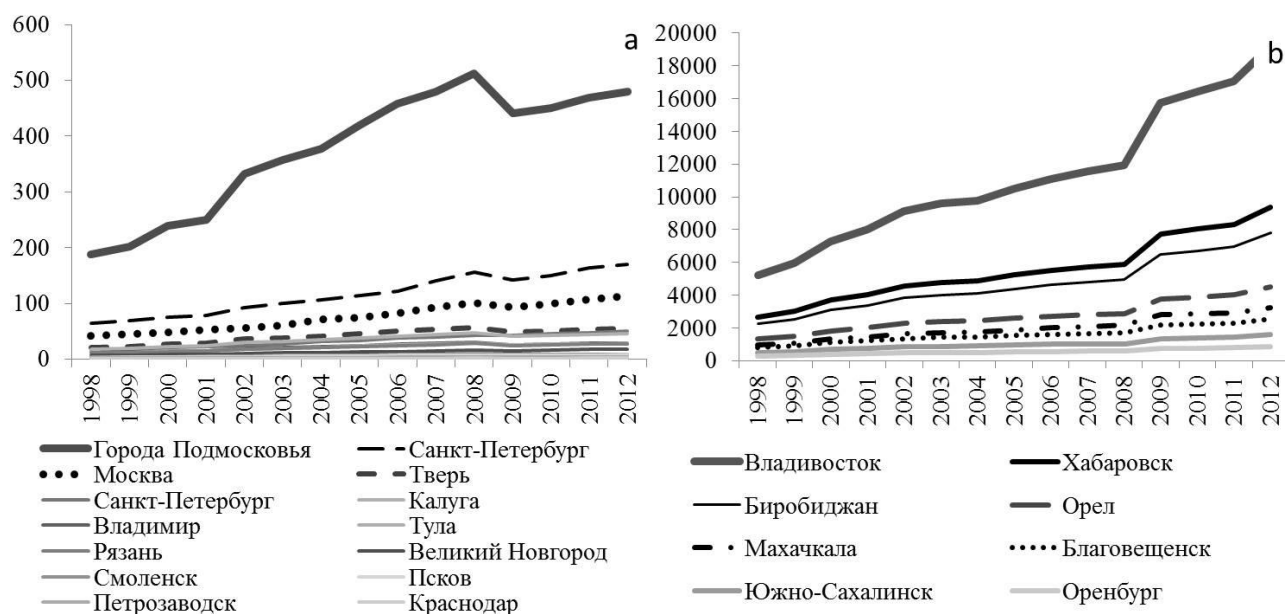 a
600
500
400
300
200
100
0
1998 1999 2000 2001 2002 2003 2004 2005 2006 2007 2008 2009 2010 2011 2012
Города Подмосковья Санкт-Петербург
Москва Тверь
Санкт-Петербург Калуга
Владимир Тула
Рязань Великий Новгород
Смоленск Псков
Петрозаводск Краснодар
b
20000
18000
16000
14000
12000
10000
8000
6000
4000
2000
0
1998 1999 2000 2001 2002 2003 2004 2005 2006 2007 2008 2009 2010 2011 2012
Владивосток Хабаровск
Биробиджан Орел
Махачкала Благовещенск
Южно-Сахалинск Оренбург